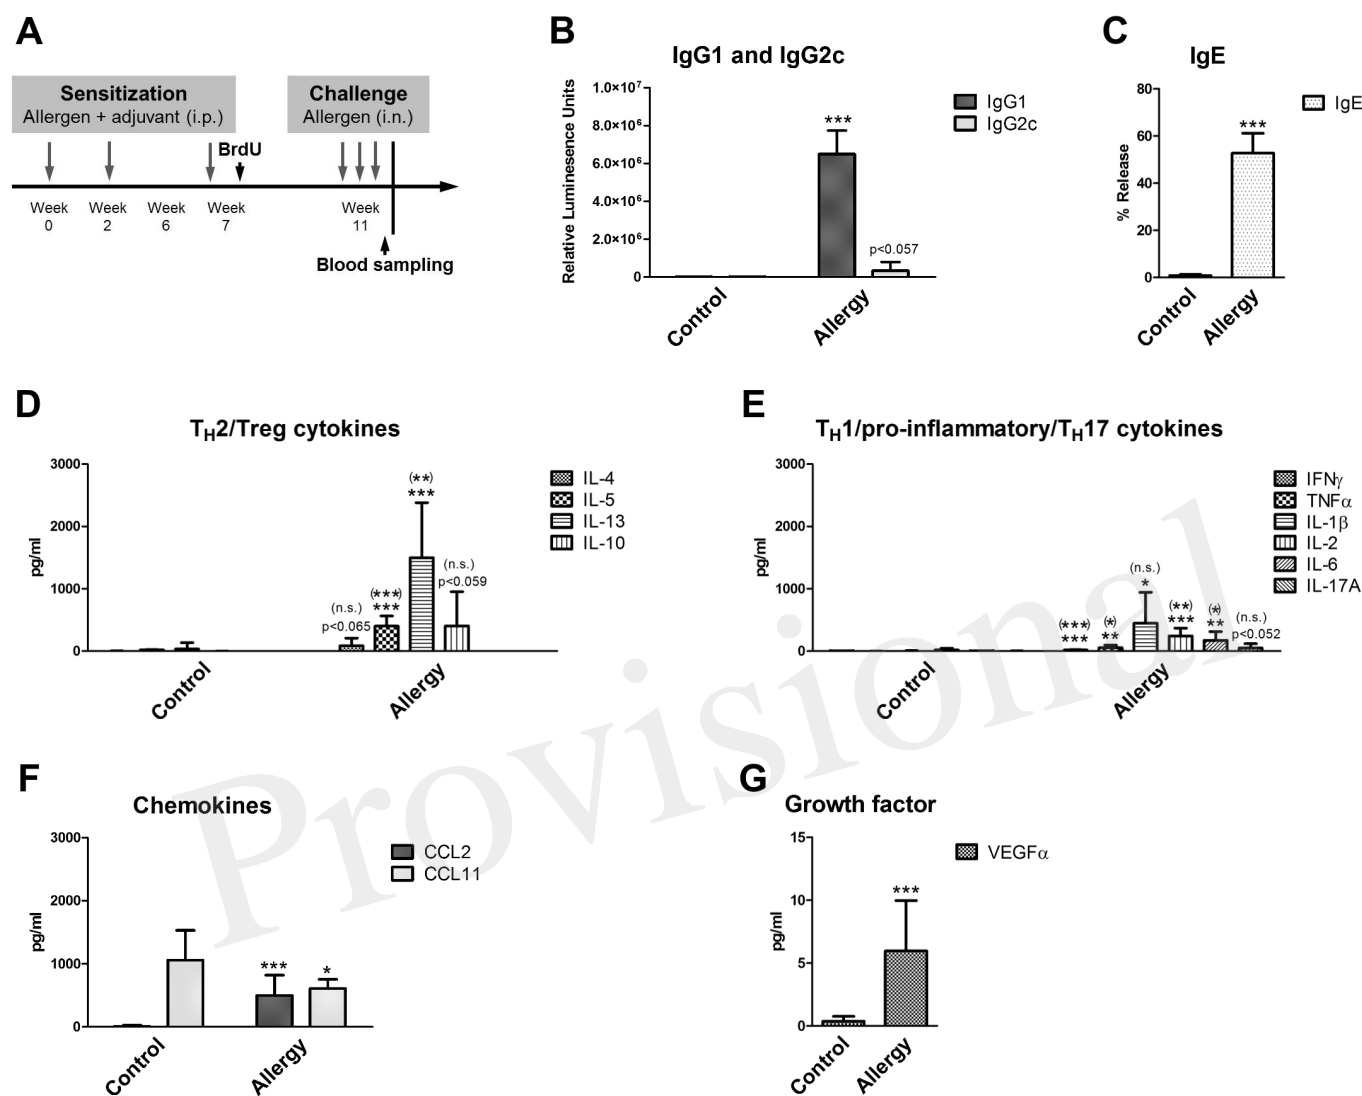 A
Sensitization
Allergen + adjuvant (i.p.)
Challenge
Allergen (i.n.)
BrdU
Week 0
Week 2
Week 6
Week 7
Week 11
Blood sampling
B
IgG1 and IgG2c
Relative Luminesence Units
1.0×10⁷
8.0×10⁶
6.0×10⁶
4.0×10⁶
2.0×10⁶
0
***
p<0.057
Control
Allergy
IgG1
IgG2c
C
IgE
% Release
80
60
40
20
0
***
Control
Allergy
IgE
D
TH2/Treg cytokines
pg/ml
3000
2000
1000
0
(n.s.)
p<0.065
(***)
***
(**)
***
(n.s.)
p<0.059
Control
Allergy
IL-4
IL-5
IL-13
IL-10
E
TH1/pro-inflammatory/TH17 cytokines
pg/ml
3000
2000
1000
0
(***)
***
(*)
**
(n.s.)
*
(**)
***
(*)
**
(n.s.)
p<0.052
Control
Allergy
IFNγ
TNFα
IL-1β
IL-2
IL-6
IL-17A
F
Chemokines
pg/ml
3000
2000
1000
0
***
*
Control
Allergy
CCL2
CCL11
G
Growth factor
pg/ml
15
10
5
0
***
Control
Allergy
VEGFα
Provisional